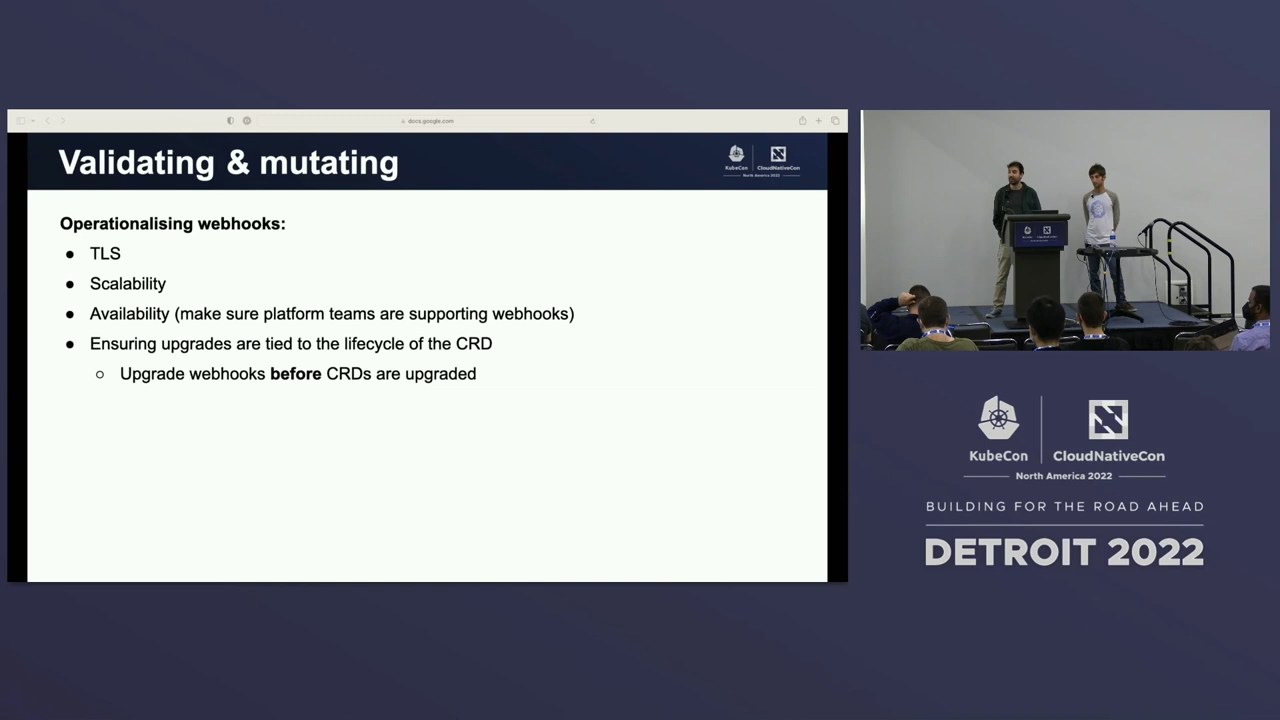 docs.google.com
Validating & mutating
KubeCon
CloudNativeCon
North America 2022
Operationalising webhooks:
● TLS
● Scalability
● Availability (make sure platform teams are supporting webhooks)
● Ensuring upgrades are tied to the lifecycle of the CRD
○ Upgrade webhooks before CRDs are upgraded
KubeCon
CloudNativeCon
North America 2022
BUILDING FOR THE ROAD AHEAD
DETROIT 2022